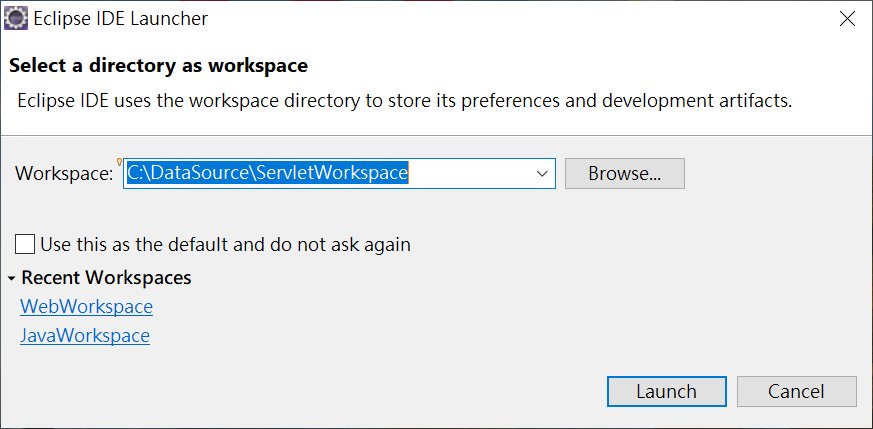 Eclipse IDE Launcher
Select a directory as workspace
Eclipse IDE uses the workspace directory to store its preferences and development artifacts.
Workspace: C:\DataSource\ServletWorkspace Browse...
Use this as the default and do not ask again
Recent Workspaces
WebWorkspace
JavaWorkspace
Launch Cancel